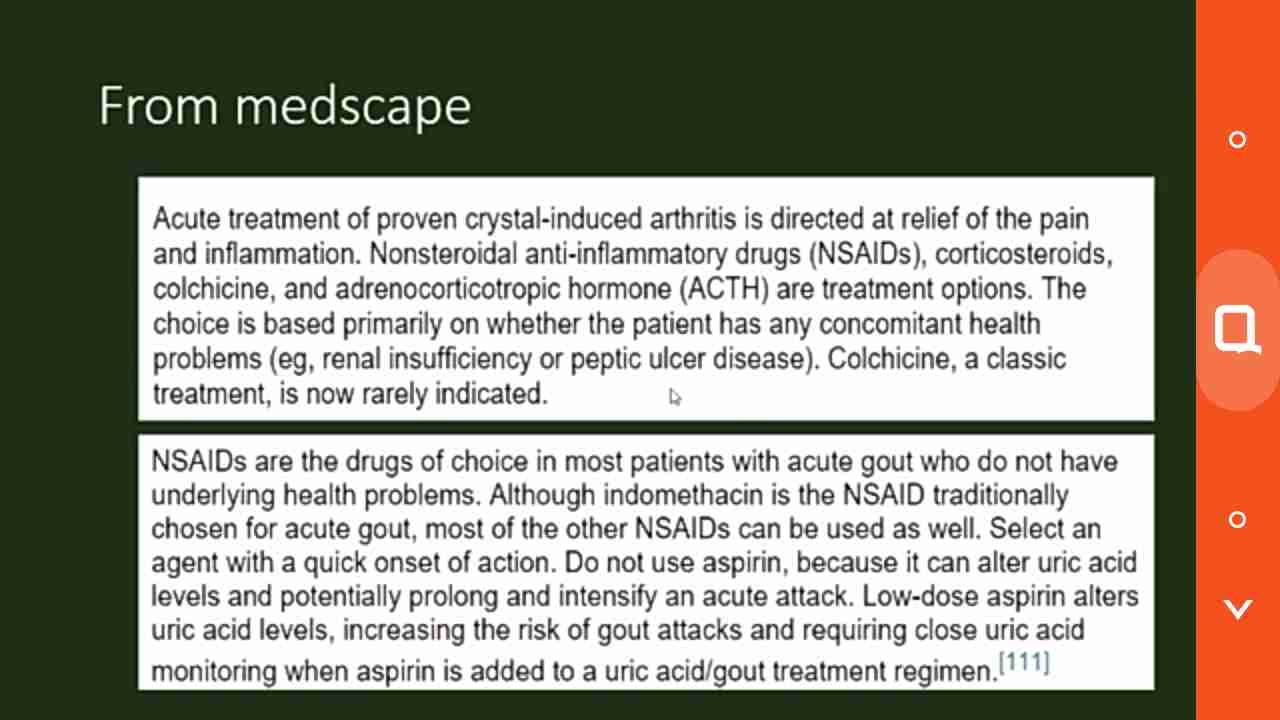 From medscape
Acute treatment of proven crystal-induced arthritis is directed at relief of the pain
and inflammation. Nonsteroidal anti-inflammatory drugs (NSAIDs), corticosteroids,
colchicine, and adrenocorticotropic hormone (ACTH) are treatment options. The
choice is based primarily on whether the patient has any concomitant health
problems (eg, renal insufficiency or peptic ulcer disease). Colchicine, a classic
treatment, is now rarely indicated.
NSAIDs are the drugs of choice in most patients with acute gout who do not have
underlying health problems. Although indomethacin is the NSAID traditionally
chosen for acute gout, most of the other NSAIDs can be used as well. Select an
agent with a quick onset of action. Do not use aspirin, because it can alter uric acid
levels and potentially prolong and intensify an acute attack. Low-dose aspirin alters
uric acid levels, increasing the risk of gout attacks and requiring close uric acid
monitoring when aspirin is added to a uric acid/gout treatment regimen.[111]